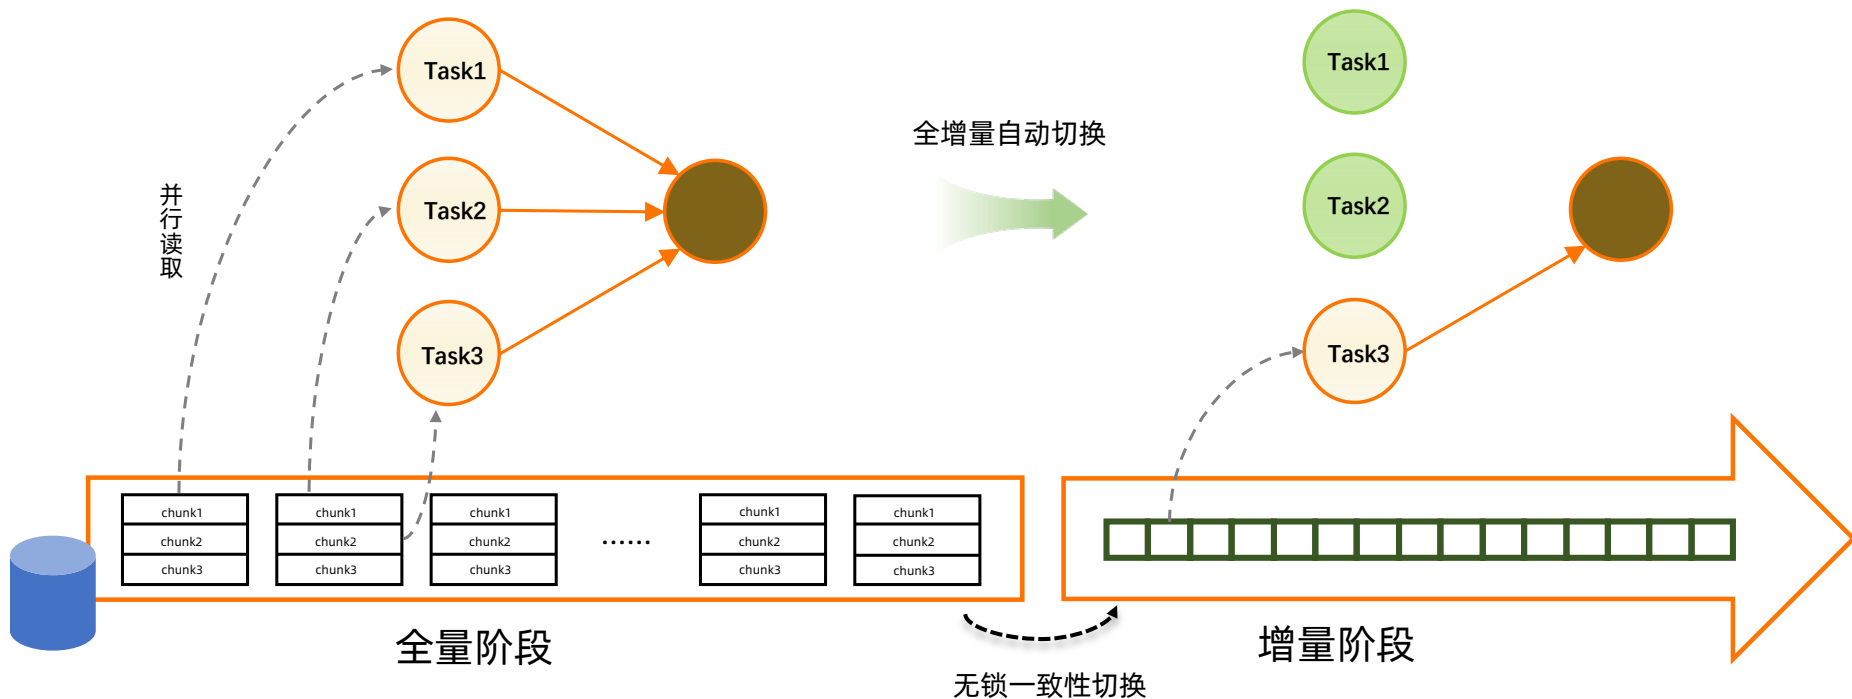 Task1
Task1
全增量自动切换
并行读取
Task2
Task2
Task3
Task3
chunk1
chunk2
chunk3
chunk1
chunk2
chunk3
chunk1
chunk2
chunk3
......
chunk1
chunk2
chunk3
chunk1
chunk2
chunk3
全量阶段
增量阶段
无锁一致性切换